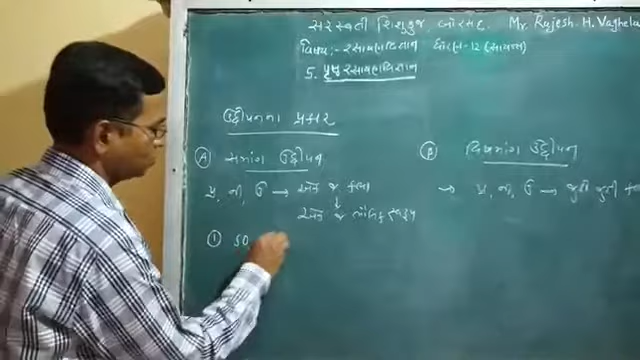 સરસ્વતી શિશુકુંજ, બોરસદ. Mr. Rajesh. H. Vaghela
વિષય :- રસાયણવિજ્ઞાન ધોરણ-12 (સાયન્સ)
5. પૃષ્ઠ રસાયણવિજ્ઞાન
ઉદ્દીપનના પ્રકાર
Ⓐ સમાંગ ઉદ્દીપન
Ⓑ વિષમાંગ ઉદ્દીપન
પ્ર, ની, ઉ → એક જ કલા
↓
એક જ ભૌતિક સ્વરૂપ
→ પ્ર, ની, ઉ → જુદી જુદી
① SO